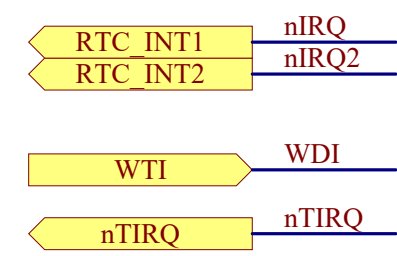 RTC_INT1 nIRQ
RTC_INT2 nIRQ2
WTI WDI
nTIRQ nTIRQ